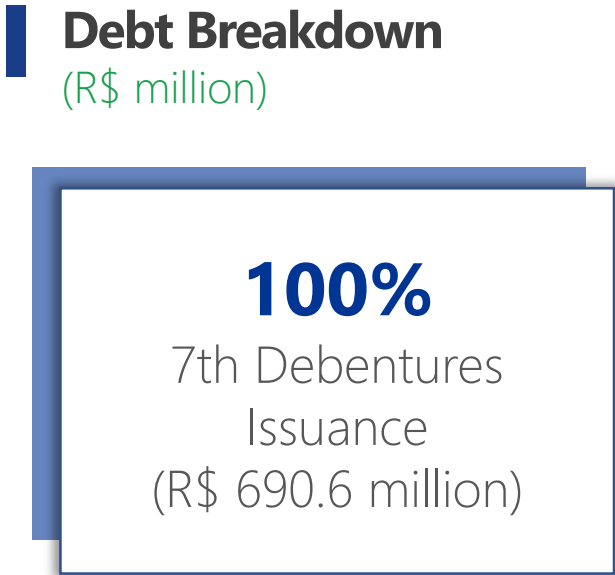 Debt Breakdown
(R$ million)
100%
7th Debentures
Issuance
(R$ 690.6 million)